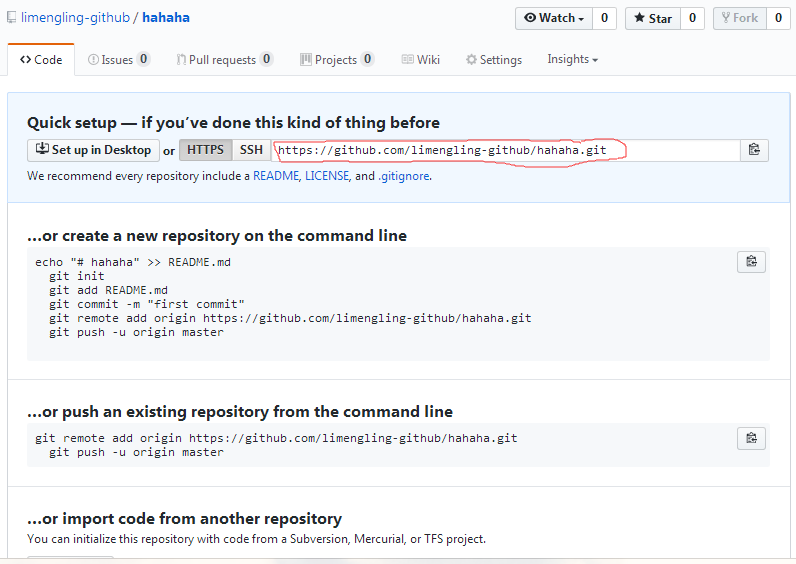 limengling-github / hahaha
Watch 0 Star 0 Fork 0
Code Issues 0 Pull requests 0 Projects 0 Wiki Settings Insights
Quick setup — if you’ve done this kind of thing before
Set up in Desktop or HTTPS SSH https://github.com/limengling-github/hahaha.git
We recommend every repository include a README, LICENSE, and .gitignore.
…or create a new repository on the command line
echo "# hahaha" >> README.md
git init
git add README.md
git commit -m "first commit"
git remote add origin https://github.com/limengling-github/hahaha.git
git push -u origin master
…or push an existing repository from the command line
git remote add origin https://github.com/limengling-github/hahaha.git
git push -u origin master
…or import code from another repository
You can initialize this repository with code from a Subversion, Mercurial, or TFS project.